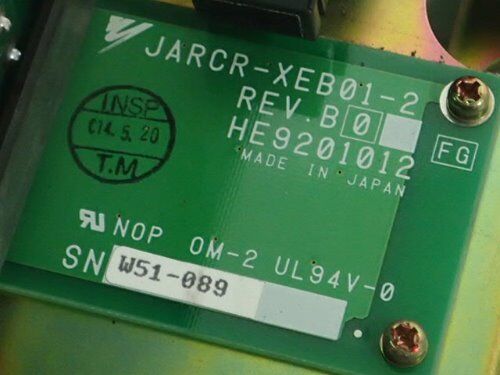 JARCR-XEB01-2
REV B 0
HE9201012
MADE IN JAPAN
FG
INSP
'14. 5. 20
T.M
NOP OM-2 UL94V-0
SN W51-089